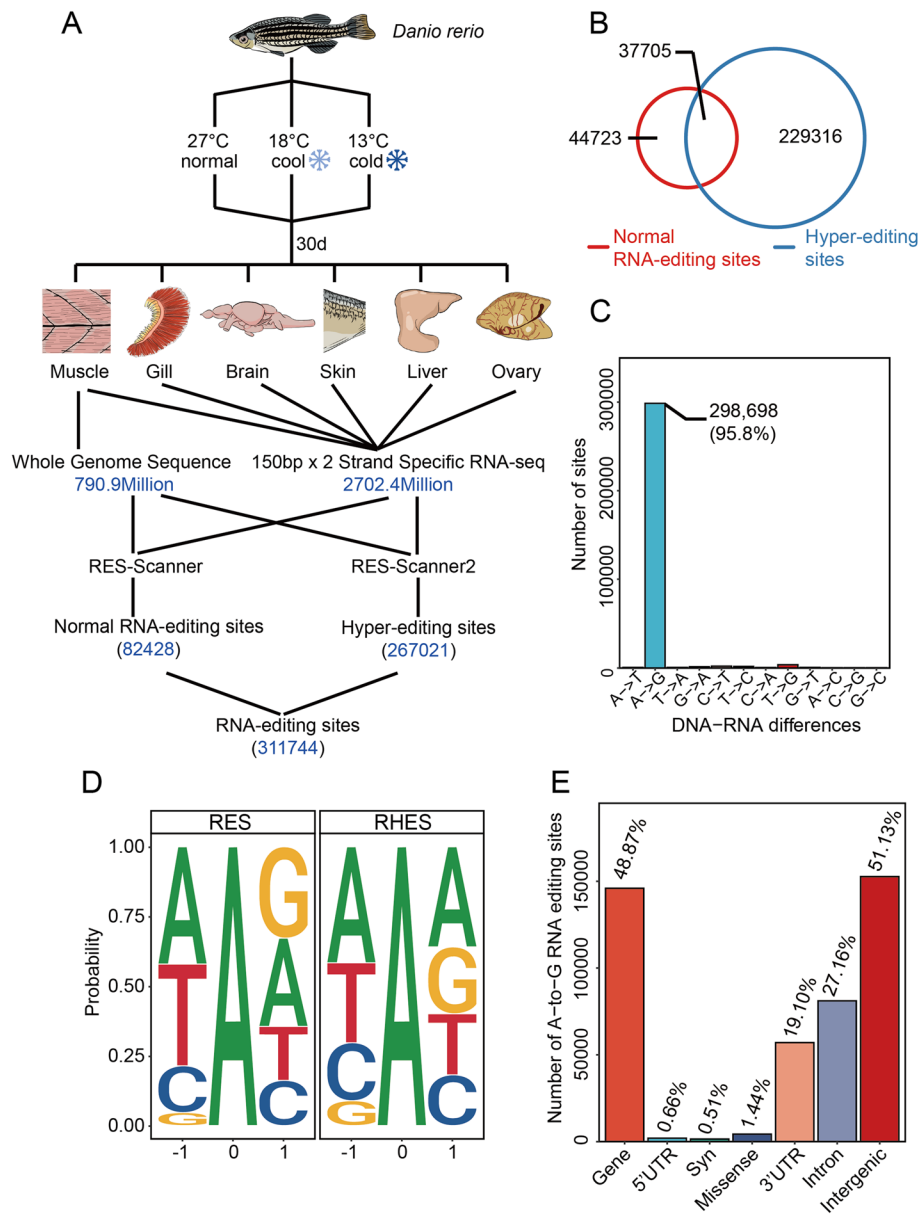 A
Danio rerio
27°C
normal
18°C
cool
13°C
cold
30d
Muscle
Gill
Brain
Skin
Liver
Ovary
Whole Genome Sequence
790.9Million
150bp x 2 Strand Specific RNA-seq
2702.4Million
RES-Scanner
RES-Scanner2
Normal RNA-editing sites
(82428)
Hyper-editing sites
(267021)
RNA-editing sites
(311744)
B
37705
44723
229316
Normal
RNA-editing sites
Hyper-editing
sites
C
298,698
(95.8%)
Number of sites
300000
200000
100000
0
A->T
A->G
T->A
G->A
C->T
T->C
C->A
T->G
G->T
A->C
C->G
G->C
DNA−RNA differences
D
RES
RHES
Probability
1.00
0.75
0.50
0.25
0.00
A
T
C
G
A
G
A
T
C
A
T
C
G
A
A
G
T
C
-1
0
1
-1
0
1
E
Number of A−to−G RNA editing sites
150000
100000
50000
0
48.87%
0.66%
0.51%
1.44%
19.10%
27.16%
51.13%
Gene
5'UTR
Syn
Missense
3'UTR
Intron
Intergenic